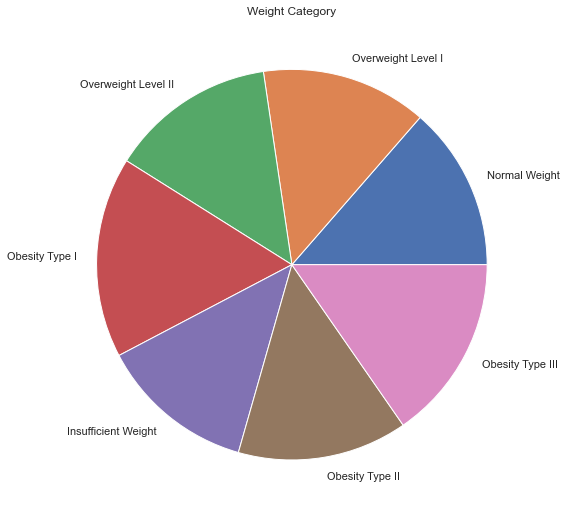 Weight Category
Overweight Level I
Overweight Level II
Normal Weight
Obesity Type I
Obesity Type III
Insufficient Weight
Obesity Type II